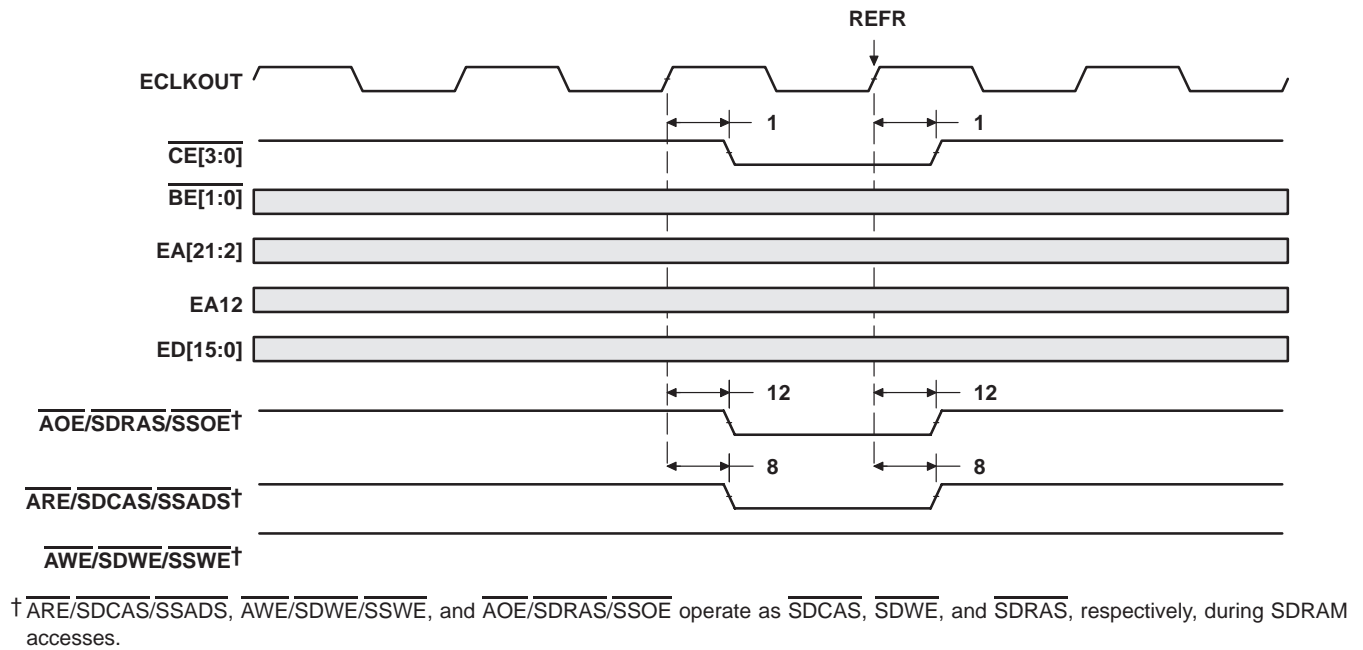 REFR
ECLKOUT
1 1
CE[3:0]
BE[1:0]
EA[21:2]
EA12
ED[15:0]
12 12
AOE/SDRAS/SSOE†
8 8
ARE/SDCAS/SSADS†
AWE/SDWE/SSWE†
† ARE/SDCAS/SSADS, AWE/SDWE/SSWE, and AOE/SDRAS/SSOE operate as SDCAS, SDWE, and SDRAS, respectively, during SDRAM
accesses.